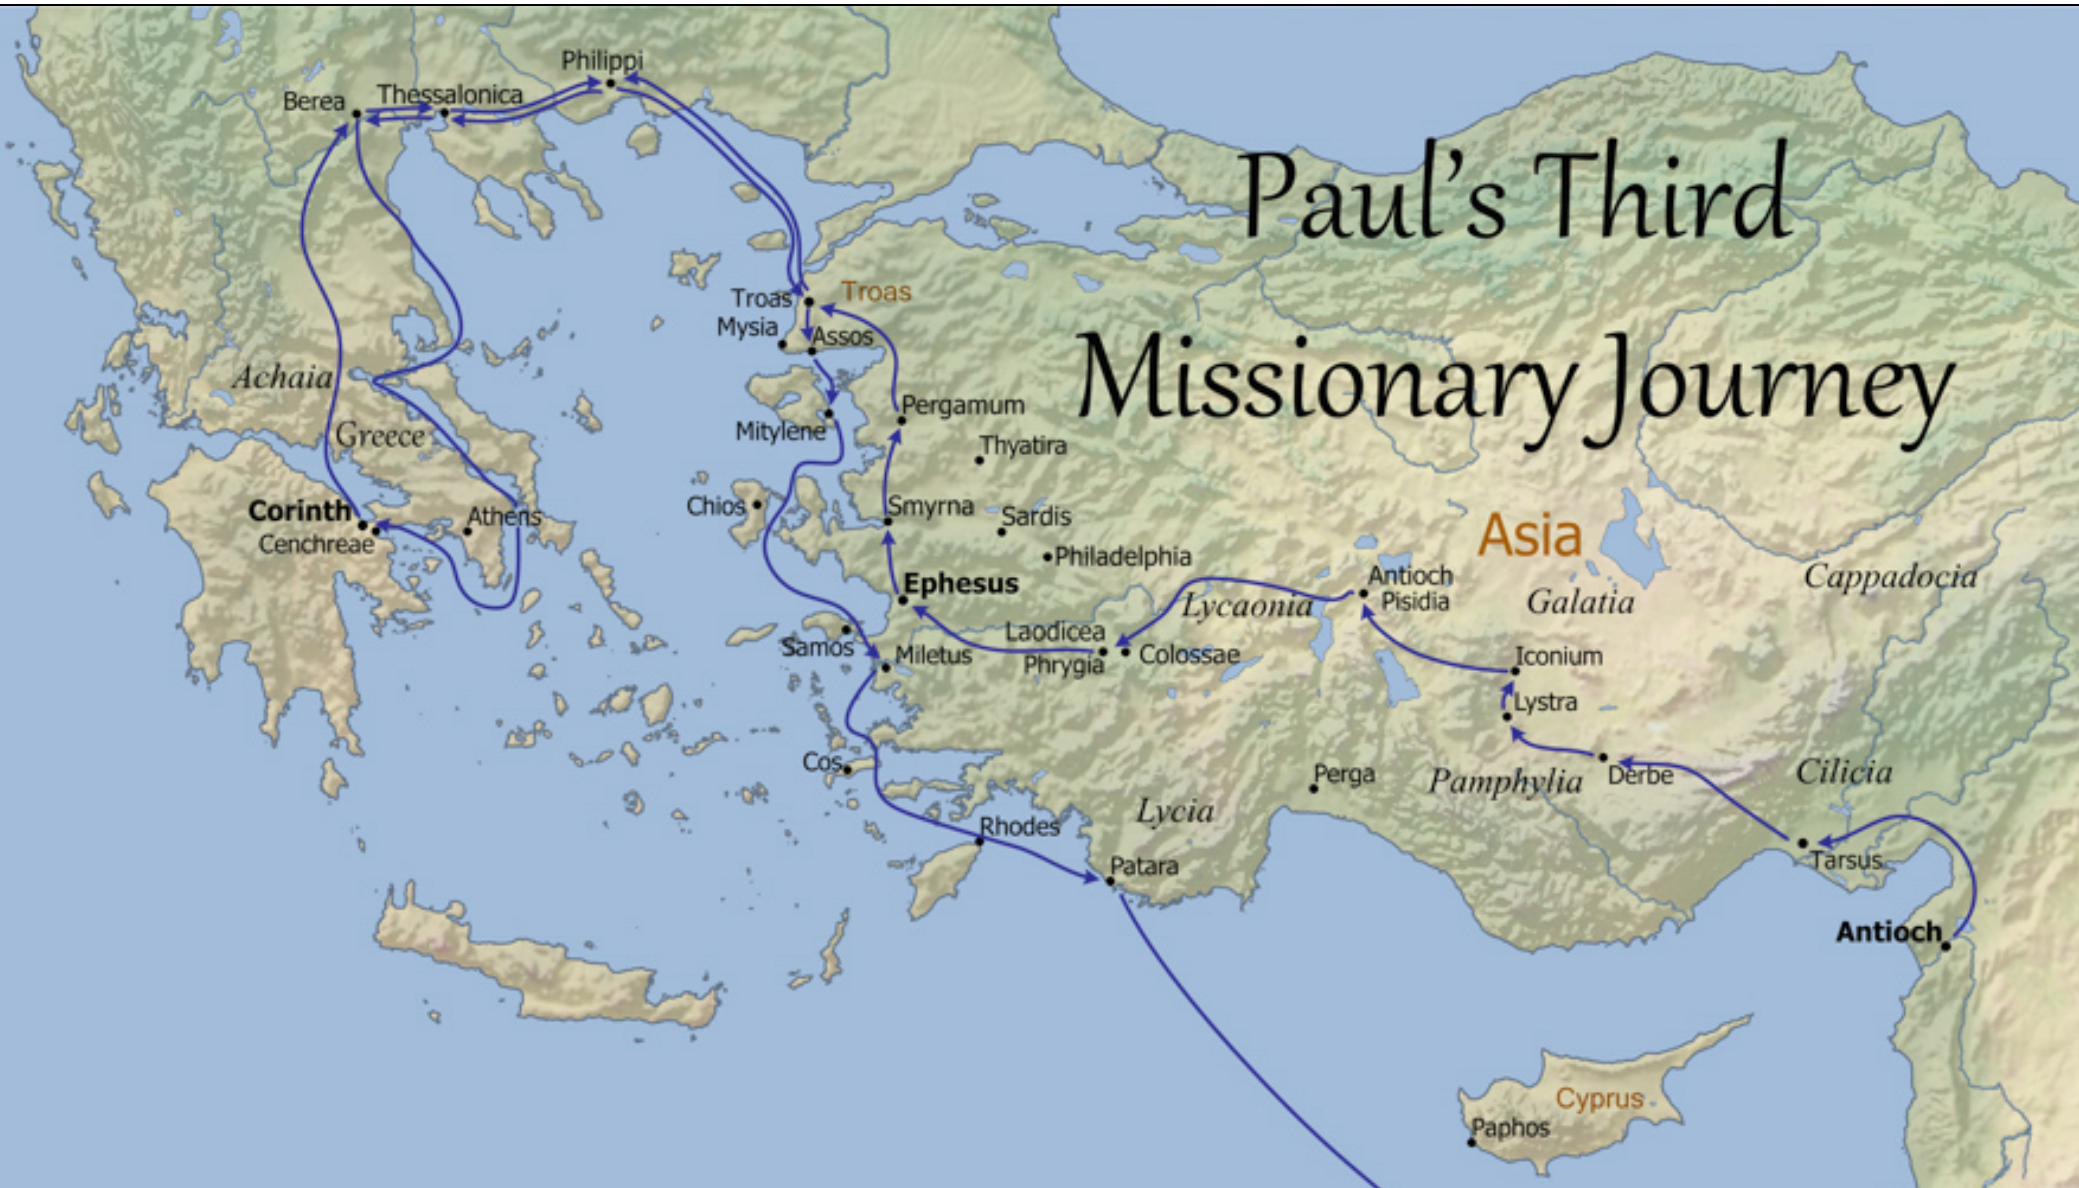 Philippi
Berea
Thessalonica
Paul's Third
Missionary Journey
Troas
Troas
Mysia
Assos
Achaia
Greece
Pergamum
Mitylene
Thyatira
Chios
Smyrna
Sardis
Corinth
Athens
Cenchreae
Philadelphia
Asia
Ephesus
Antioch
Pisidia
Lycaonia
Galatia
Cappadocia
Laodicea
Phrygia
Colossae
Samos
Miletus
Iconium
Lystra
Cos
Perga
Pamphylia
Derbe
Cilicia
Lycia
Rhodes
Patara
Tarsus
Antioch
Cyprus
Paphos